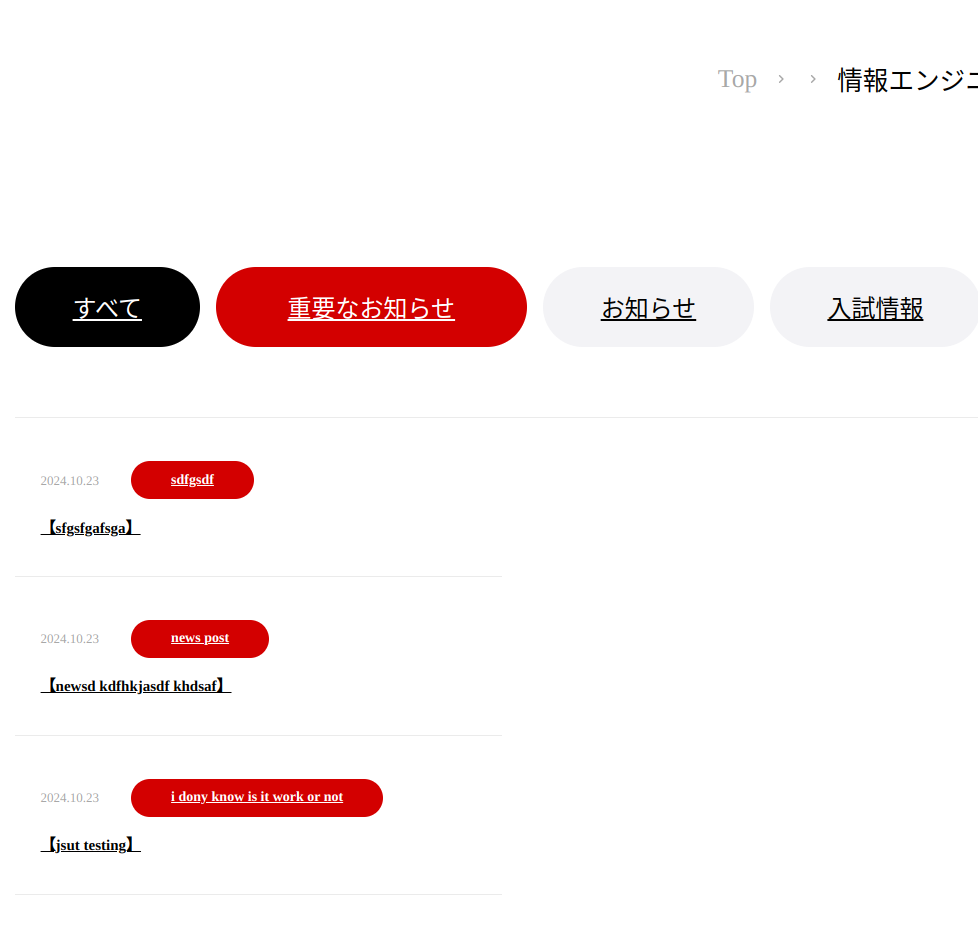 Top › › 情報エンジニ
すべて 重要なお知らせ お知らせ 入試情報
2024.10.23 sdfgsdf
【sfgsfgafsga】
2024.10.23 news post
【newsd kdfhkjasdf khdsaf】
2024.10.23 i dony know is it work or not
【jsut testing】